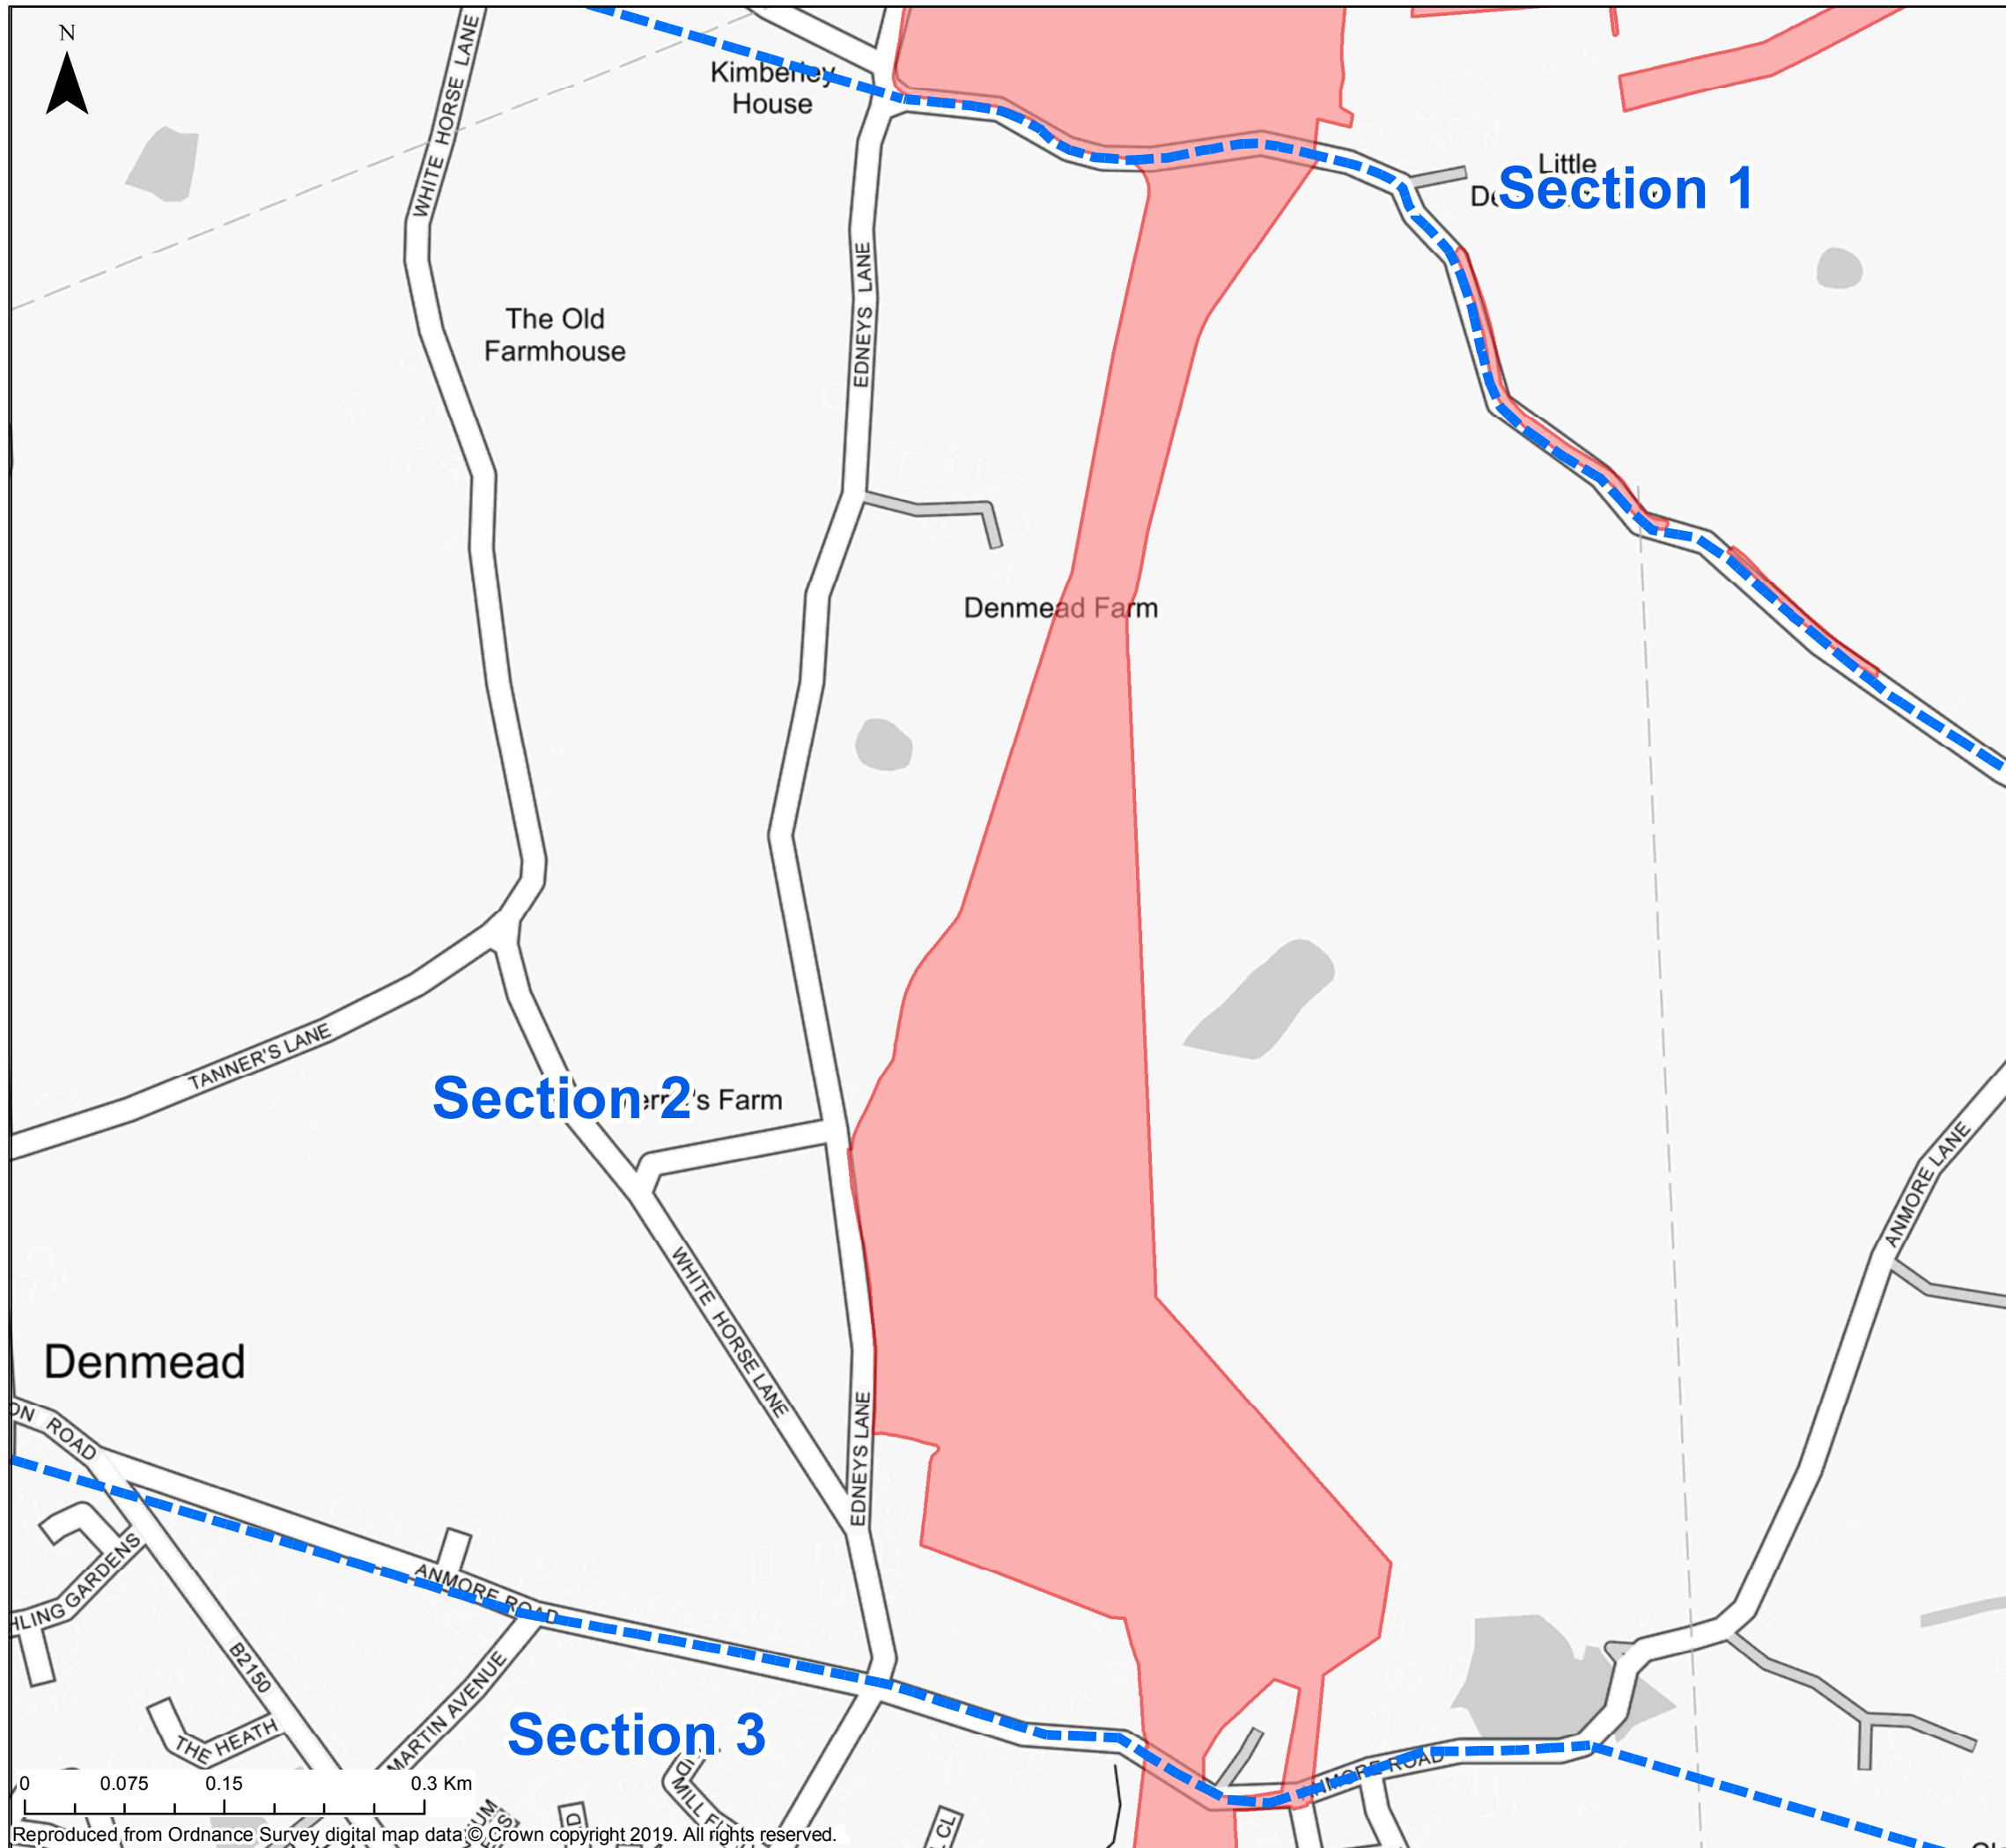 N
WHITE HORSE LANE
Kimberley
House
Little
Section 1
The Old
Farmhouse
EDNEYS LANE
Denmead Farm
TANNER'S LANE
Section 2
's Farm
ANMORE LANE
WHITE HORSE LANE
Denmead
ROAD
EDNEYS LANE
ANMORE ROAD
GARDENS
B2150
MARTIN AVENUE
THE HEATH
Section 3
ROAD
MILL
CL
0 0.075 0.15 0.3 Km
Reproduced from Ordnance Survey digital map data © Crown copyright 2019. All rights reserved.